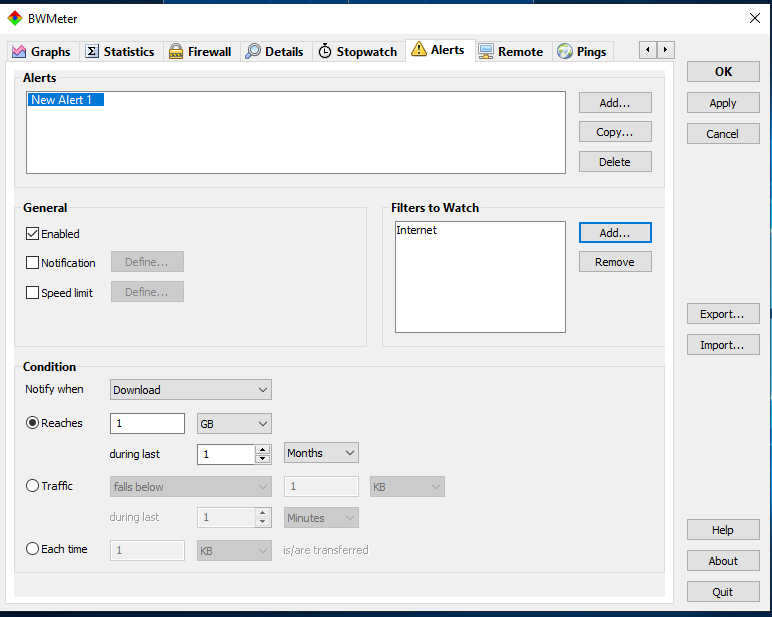 BWMeter
Graphs Statistics Firewall Details Stopwatch Alerts Remote Pings
Alerts
New Alert 1
Add...
Copy...
Delete
OK
Apply
Cancel
General
Enabled
Notification Define...
Speed limit Define...
Filters to Watch
Internet
Add...
Remove
Export...
Import...
Condition
Notify when Download
Reaches 1 GB
during last 1 Months
Traffic falls below 1 KB
during last 1 Minutes
Each time 1 KB is/are transferred
Help
About
Quit